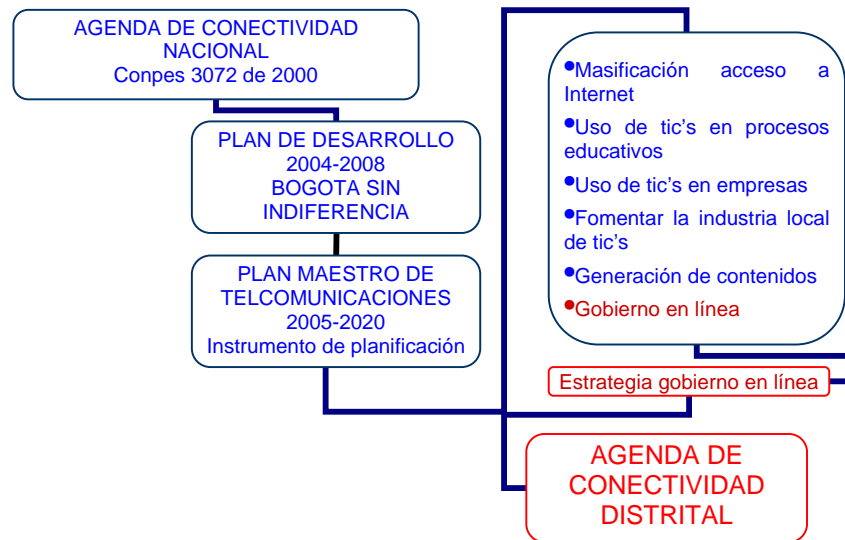 AGENDA DE CONECTIVIDAD
NACIONAL
Conpes 3072 de 2000
PLAN DE DESARROLLO
2004-2008
BOGOTA SIN
INDIFERENCIA
PLAN MAESTRO DE
TELCOMUNICACIONES
2005-2020
Instrumento de planificación
•Masificación acceso a
Internet
•Uso de tic's en procesos
educativos
•Uso de tic's en empresas
•Fomentar la industria local
de tic's
•Generación de contenidos
•Gobierno en línea
Estrategia gobierno en línea
AGENDA DE
CONECTIVIDAD
DISTRITAL